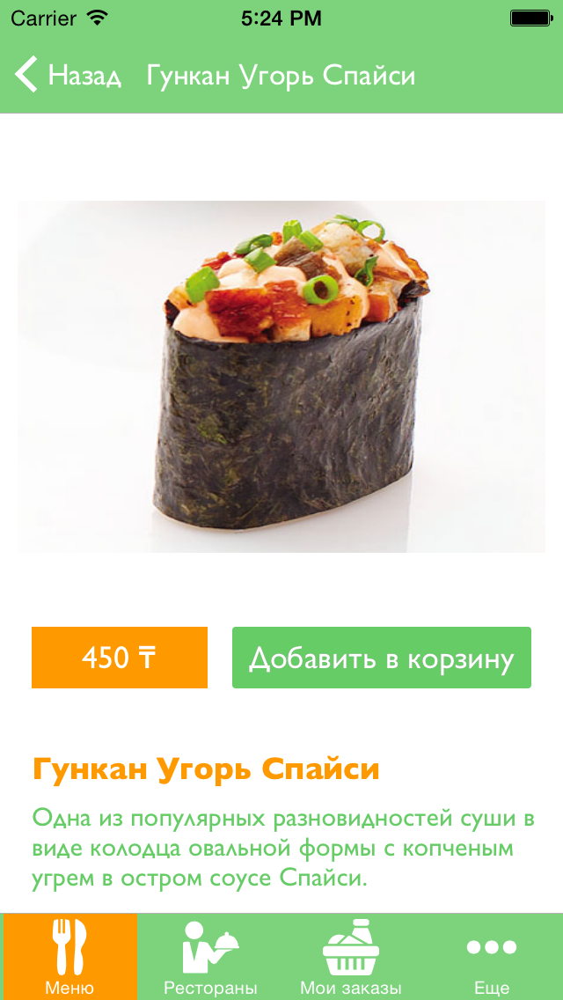 Carrier 5:24 PM
Назад Гункан Угорь Спайси
450 ₸ Добавить в корзину
Гункан Угорь Спайси
Одна из популярных разновидностей суши в
виде колодца овальной формы с копченым
угрем в остром соусе Спайси.
Меню Рестораны Мои заказы Еще